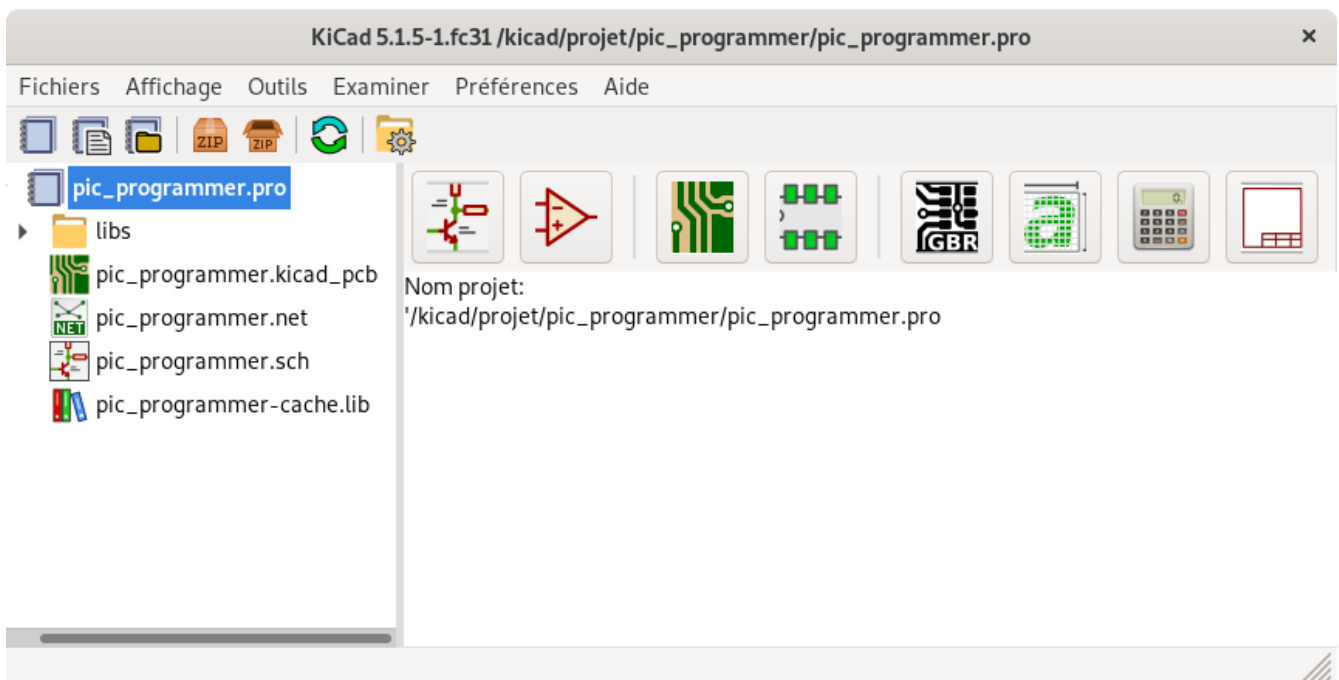 KiCad 5.1.5-1.fc31 /kicad/projet/pic_programmer/pic_programmer.pro
Fichiers Affichage Outils Examiner Préférences Aide
ZIP ZIP
pic_programmer.pro
libs
pic_programmer.kicad_pcb
NET pic_programmer.net
pic_programmer.sch
pic_programmer-cache.lib
GBR a 0.
Nom projet:
'/kicad/projet/pic_programmer/pic_programmer.pro